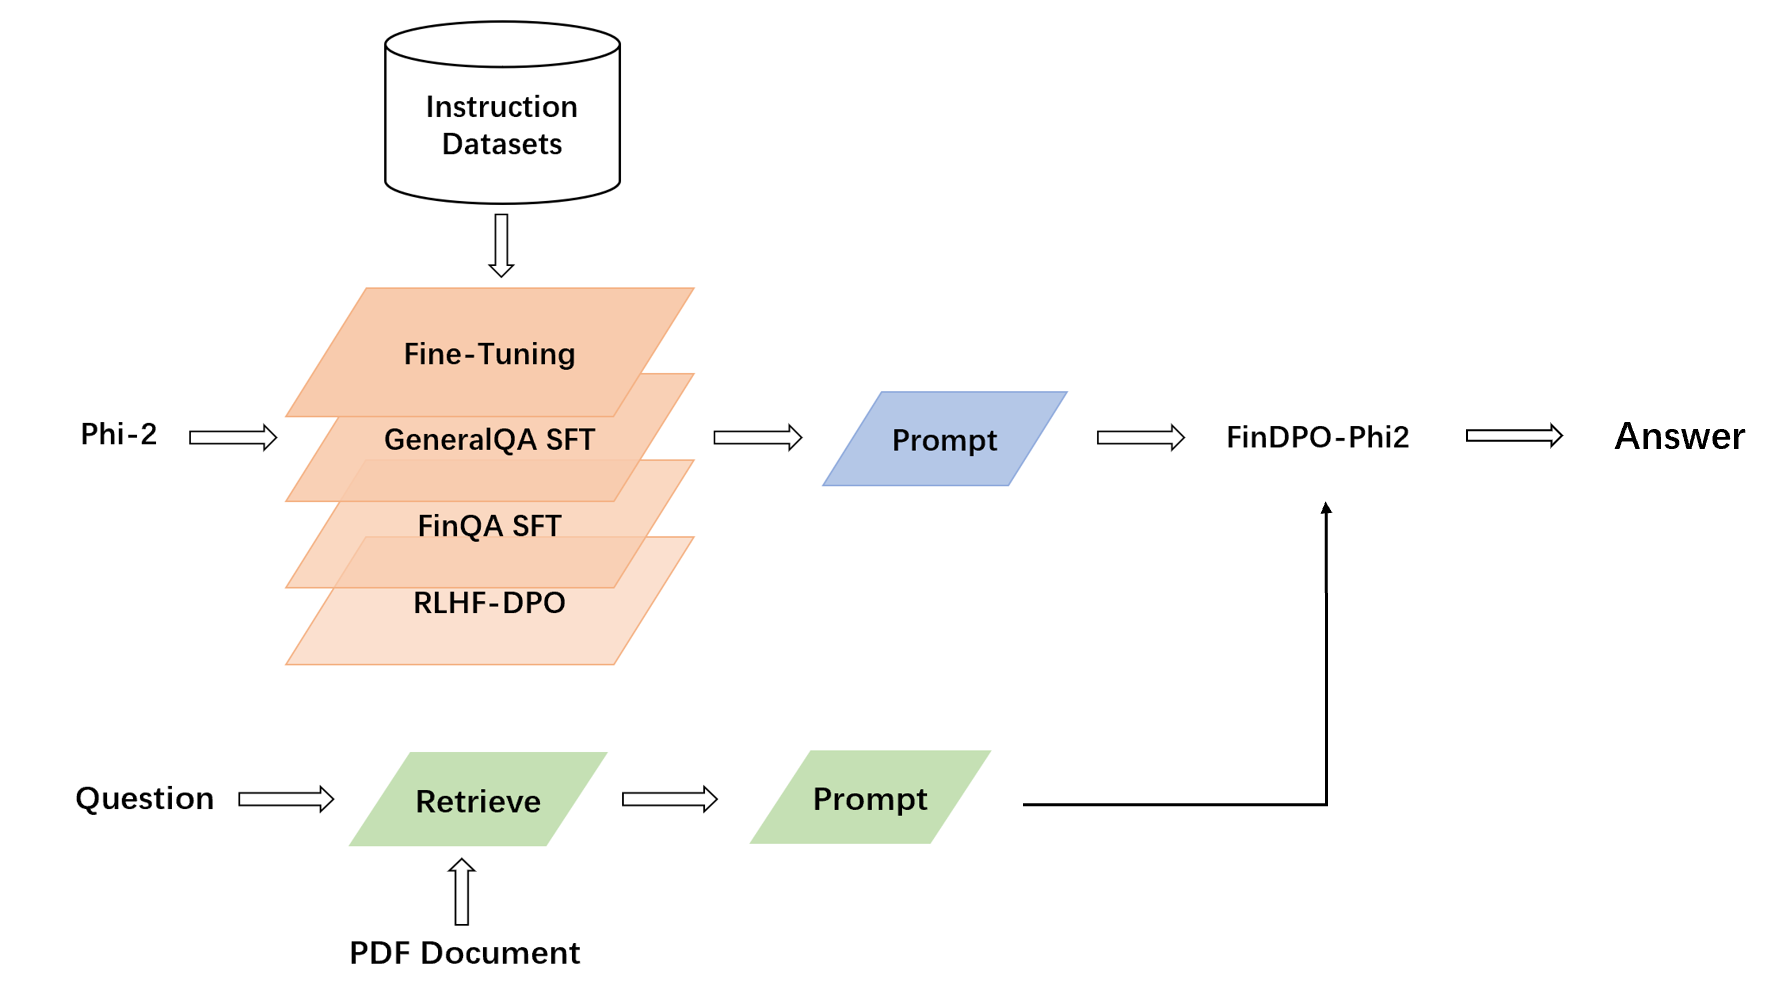 Instruction
Datasets
Fine-Tuning
GeneralQA SFT
FinQA SFT
RLHF-DPO
Phi-2
Prompt
FinDPO-Phi2
Answer
Question
Retrieve
Prompt
PDF Document